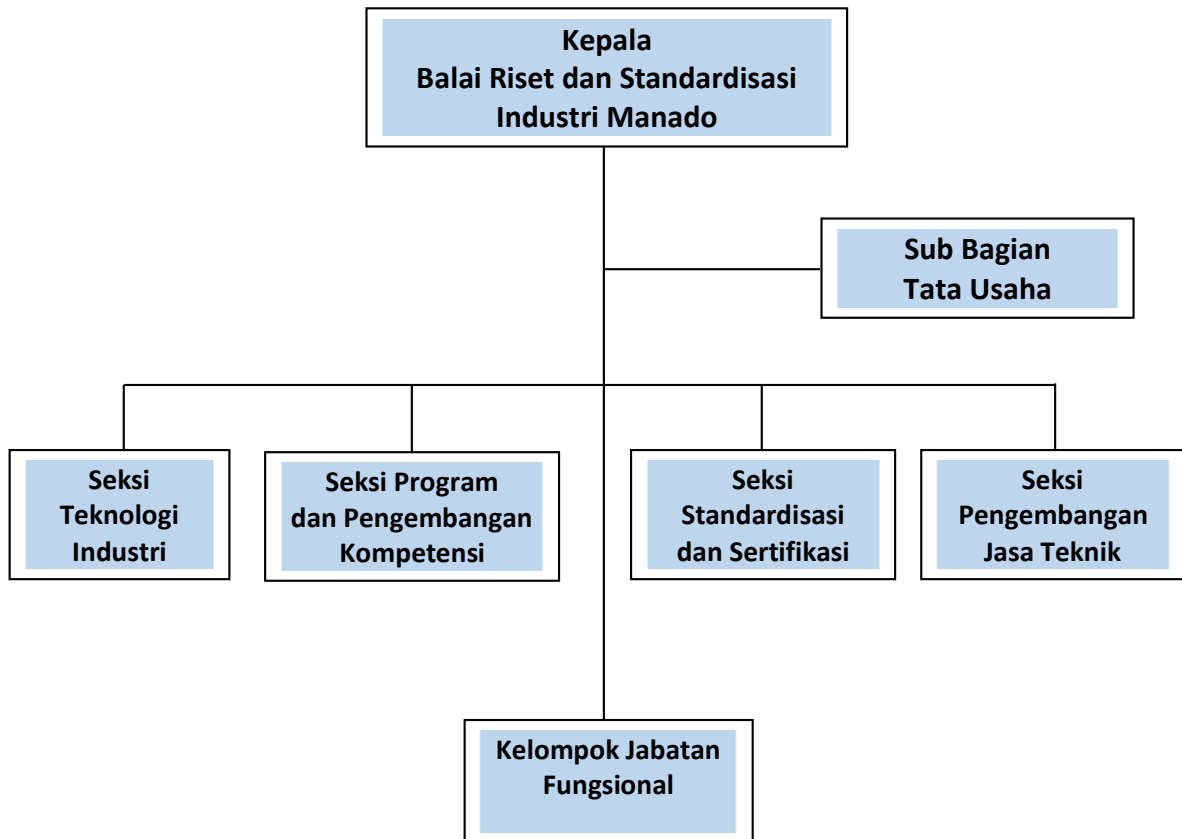 Kepala
Balai Riset dan Standardisasi
Industri Manado
Sub Bagian
Tata Usaha
Seksi
Teknologi
Industri
Seksi Program
dan Pengembangan
Kompetensi
Seksi
Standardisasi
dan Sertifikasi
Seksi
Pengembangan
Jasa Teknik
Kelompok Jabatan
Fungsional